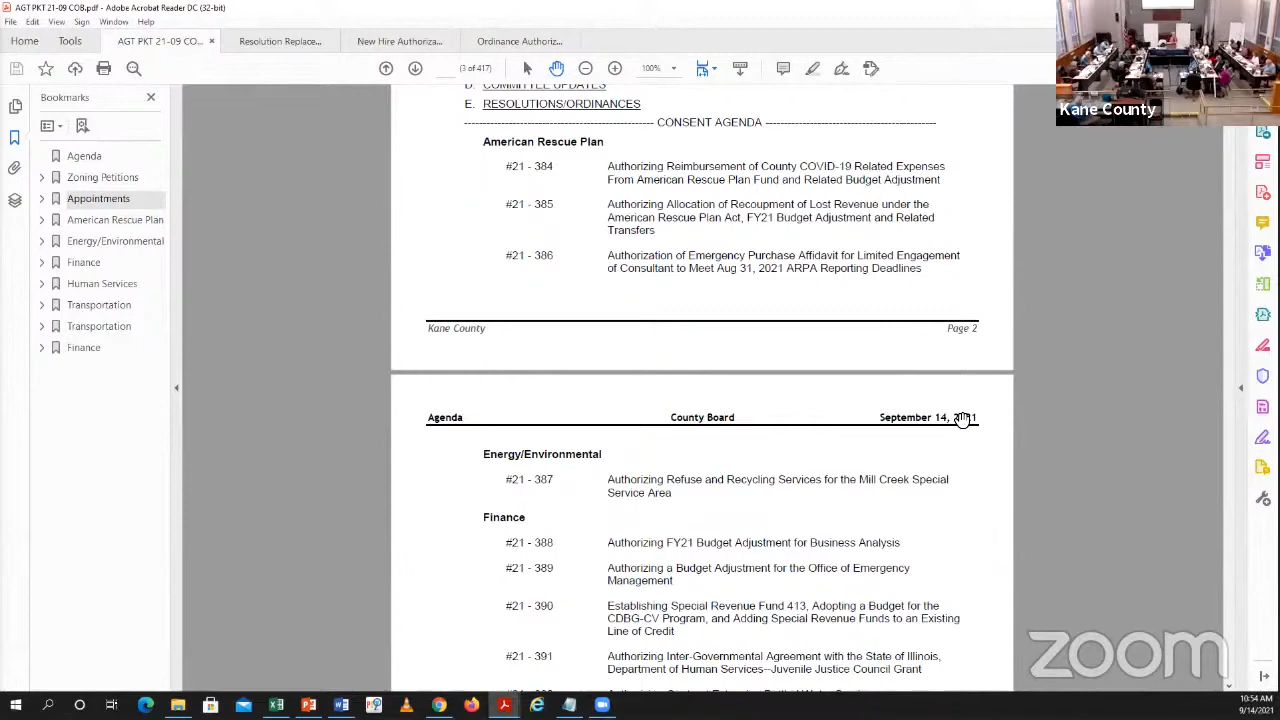 AGT PKT 21-09 COB.pdf - Adobe Acrobat Reader DC (32-bit)
File Edit View Sign Window Help
Home Tools AGT PKT 21-09 CO... × Resolution Replace... New Hire Authoriza... Ordinance Authoriz...
(3 of 417) 100%
Bookmarks
Agenda
Zoning Petitions
Appointments
American Rescue Plan
Energy/Environmental
Finance
Human Services
Transportation
Transportation
Finance
D. COMMITTEE UPDATES
E. RESOLUTIONS/ORDINANCES
CONSENT AGENDA
American Rescue Plan
#21 - 384 Authorizing Reimbursement of County COVID-19 Related Expenses
From American Rescue Plan Fund and Related Budget Adjustment
#21 - 385 Authorizing Allocation of Recoupment of Lost Revenue under the
American Rescue Plan Act, FY21 Budget Adjustment and Related
Transfers
#21 - 386 Authorization of Emergency Purchase Affidavit for Limited Engagement
of Consultant to Meet Aug 31, 2021 ARPA Reporting Deadlines
Kane County Page 2
Agenda County Board September 14,
Energy/Environmental
#21 - 387 Authorizing Refuse and Recycling Services for the Mill Creek Special
Service Area
Finance
#21 - 388 Authorizing FY21 Budget Adjustment for Business Analysis
#21 - 389 Authorizing a Budget Adjustment for the Office of Emergency
Management
#21 - 390 Establishing Special Revenue Fund 413, Adopting a Budget for the
CDBG-CV Program, and Adding Special Revenue Funds to an Existing
Line of Credit
#21 - 391 Authorizing Inter-Governmental Agreement with the State of Illinois,
Department of Human Services--Juvenile Justice Council Grant
Kane County
zoom
10:54 AM
9/14/2021